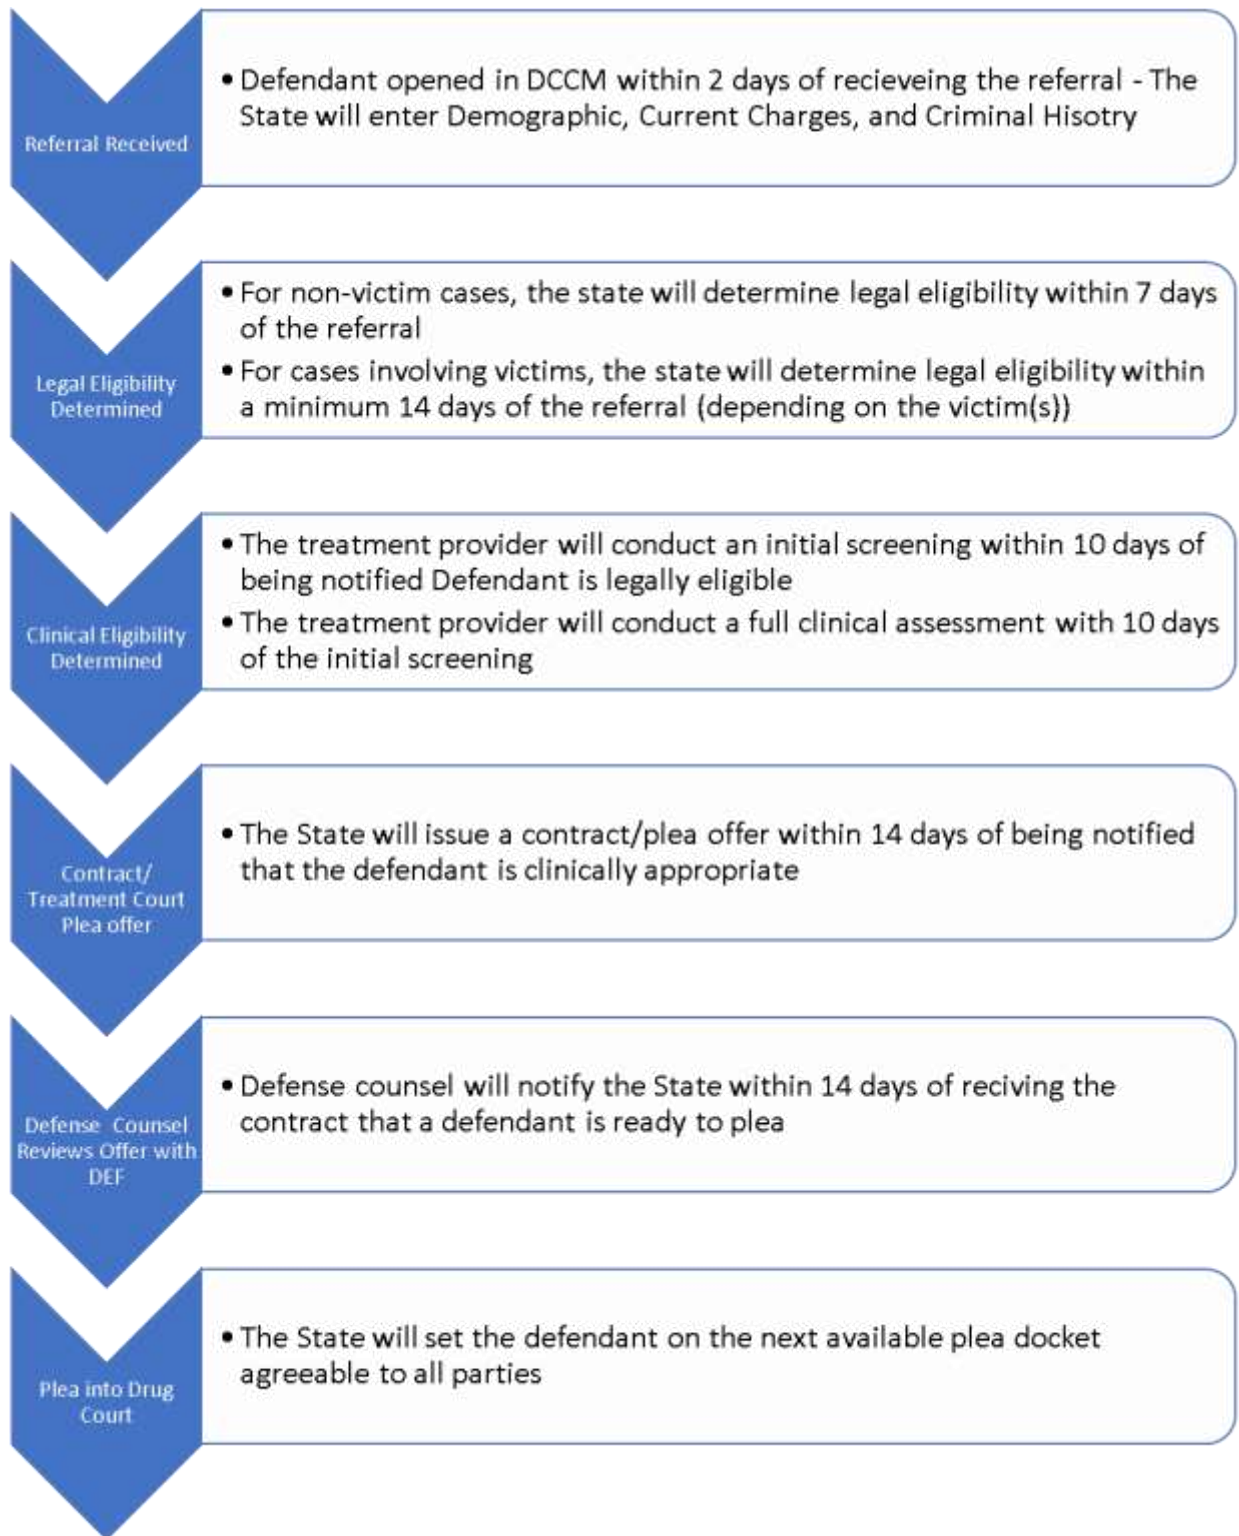 Referral Received
• Defendant opened in DCCM within 2 days of recieveing the referral - The
State will enter Demographic, Current Charges, and Criminal Hisotry
Legal Eligibility
Determined
• For non-victim cases, the state will determine legal eligibility within 7 days
of the referral
• For cases involving victims, the state will determine legal eligibility within
a minimum 14 days of the referral (depending on the victim(s))
Clinical Eligibility
Determined
• The treatment provider will conduct an initial screening within 10 days of
being notified Defendant is legally eligible
• The treatment provider will conduct a full clinical assessment with 10 days
of the initial screening
Contract/
Treatment Court
Plea offer
• The State will issue a contract/plea offer within 14 days of being notified
that the defendant is clinically appropriate
Defense Counsel
Reviews Offer with
DEF
• Defense counsel will notify the State within 14 days of reciving the
contract that a defendant is ready to plea
Plea into Drug
Court
• The State will set the defendant on the next available plea docket
agreeable to all parties